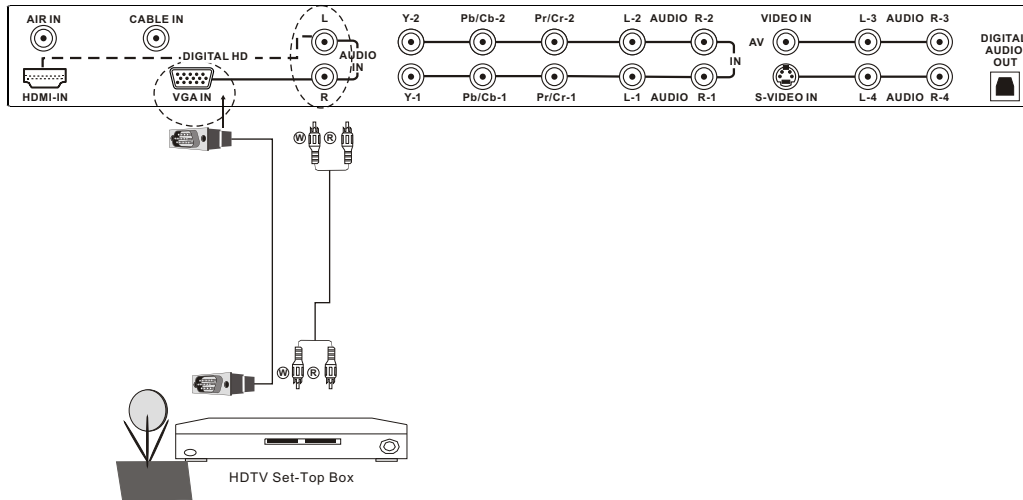 AIR IN
CABLE IN
L
Y-2 Pb/Cb-2 Pr/Cr-2 L-2 AUDIO R-2
VIDEO IN
L-3 AUDIO R-3
DIGITAL
AUDIO
OUT
DIGITAL HD
AUDIO
IN
IN
AV
HDMI-IN
VGA IN
R
Y-1 Pb/Cb-1 Pr/Cr-1 L-1 AUDIO R-1
S-VIDEO IN
L-4 AUDIO R-4
W R
W R
HDTV Set-Top Box